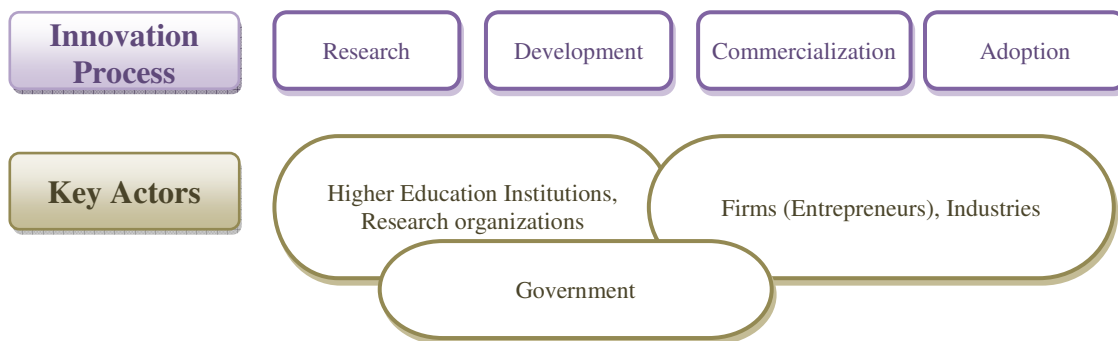 Innovation
Process
Research
Development
Commercialization
Adoption
Key Actors
Higher Education Institutions,
Research organizations
Firms (Entrepreneurs), Industries
Government